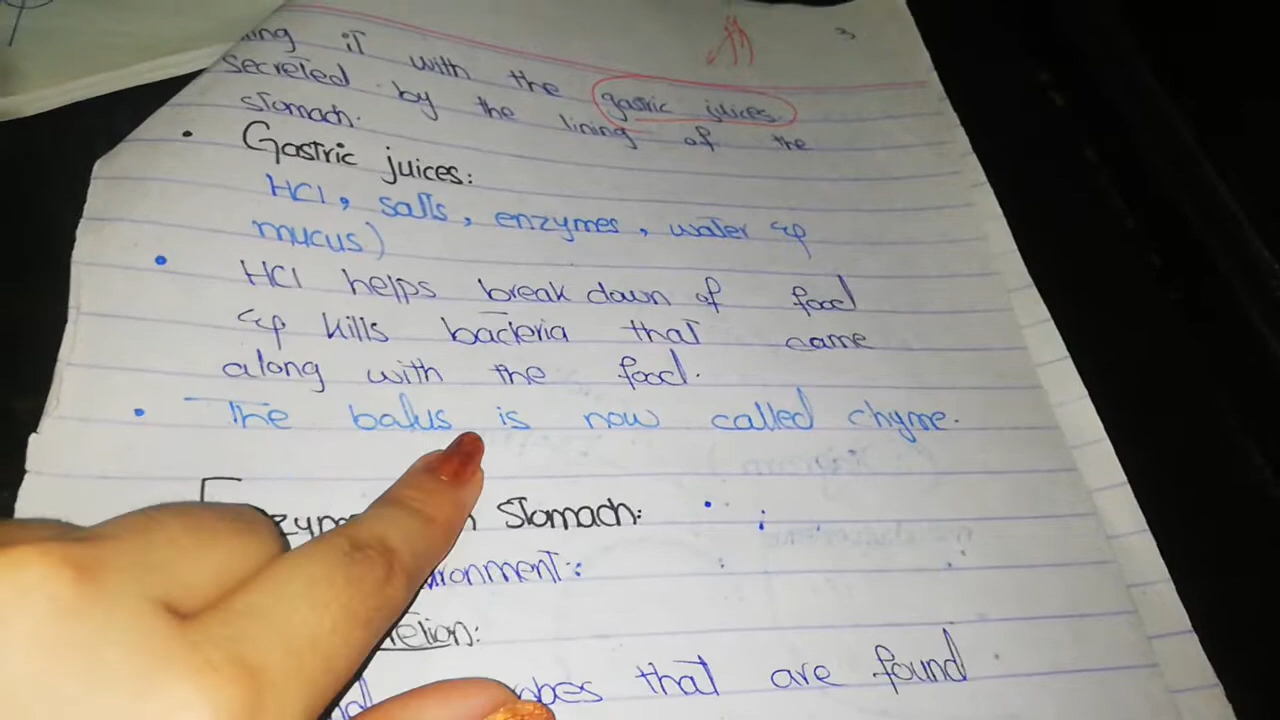 it with the gastric juices
secreted by the lining of the
stomach.
• Gastric juices:
HCl, salts, enzymes, water &
mucus)
• HCl helps break down of food
& kills bacteria that came
along with the food.
• The balus is now called chyme.
Stomach:
that are found
3